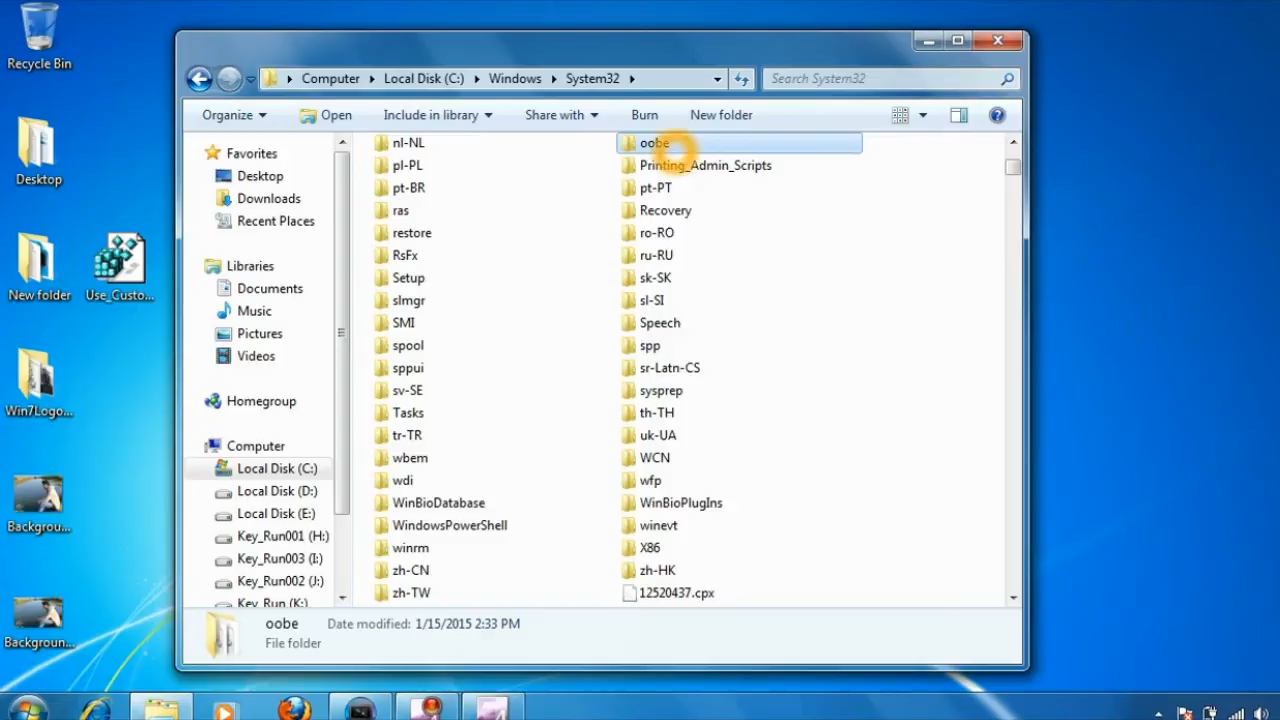 Recycle Bin
Desktop
New folder
Use_Custo...
Win7Logo...
Backgrou...
Backgroun...
Computer Local Disk (C:) Windows System32
Search System32
Organize Open Include in library Share with Burn New folder
Favorites
Desktop
Downloads
Recent Places
Libraries
Documents
Music
Pictures
Videos
Homegroup
Computer
Local Disk (C:)
Local Disk (D:)
Local Disk (E:)
Key_Run001 (H:)
Key_Run003 (I:)
Key_Run002 (J:)
Key_Run (K:)
nl-NL
pl-PL
pt-BR
ras
restore
RsFx
Setup
slmgr
SMI
spool
sppui
sv-SE
Tasks
tr-TR
wbem
wdi
WinBioDatabase
WindowsPowerShell
winrm
zh-CN
zh-TW
oobe
Printing_Admin_Scripts
pt-PT
Recovery
ro-RO
ru-RU
sk-SK
sl-SI
Speech
spp
sr-Latn-CS
sysprep
th-TH
uk-UA
WCN
wfp
WinBioPlugIns
winevt
X86
zh-HK
12520437.cpx
oobe Date modified: 1/15/2015 2:33 PM
File folder